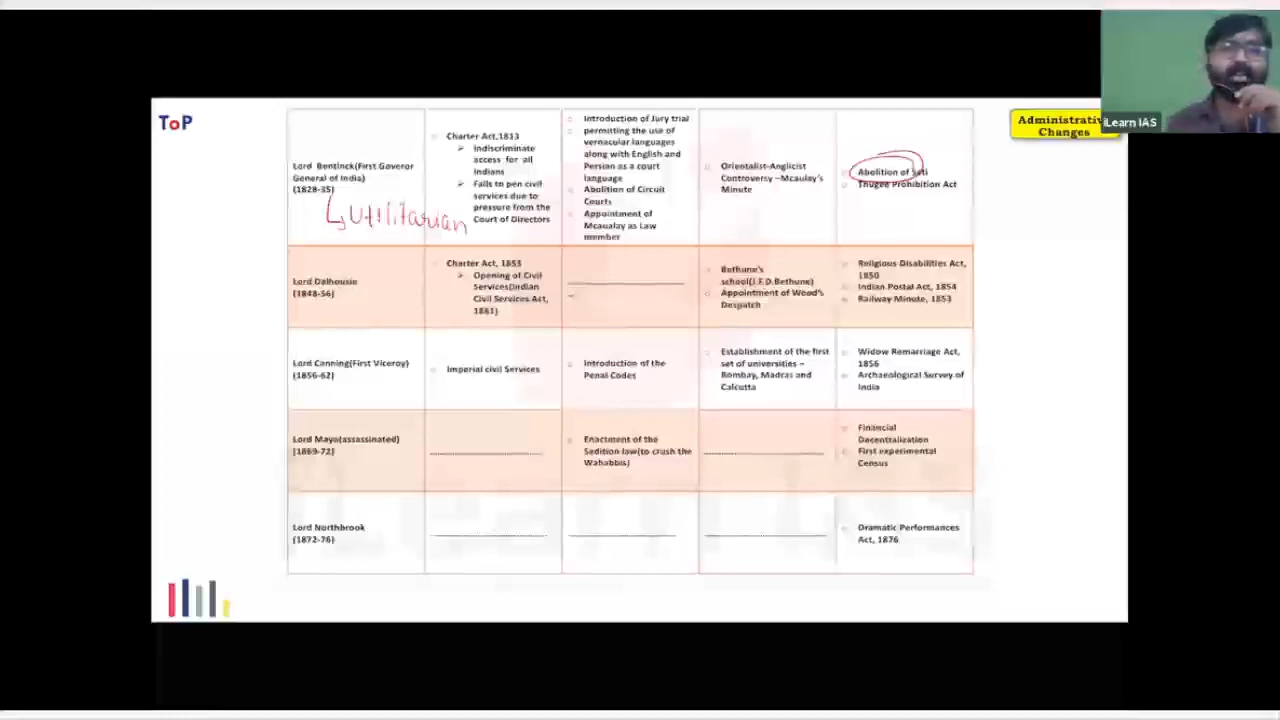 ToP
Administrative
Changes
iLearn IAS
Lord Bentinck(First Goveror
General of India)
(1828-35)
Utilitarian
Charter Act,1813
Indiscriminate
access for all
Indians
Fails to pen civil
services due to
pressure from the
Court of Directors
Introduction of Jury trial
permitting the use of
vernacular languages
along with English and
Persian as a court
language
Abolition of Circuit
Courts
Appointment of
Mcaualay as Law
member
Orientalist-Anglicist
Controversy –Mcaulay's
Minute
Abolition of Sati
Thugee Prohibition Act
Lord Dalhousie
(1848-56)
Charter Act, 1853
Opening of Civil
Services(Indian
Civil Services Act,
1861)
Bethune's
school(J.F.D.Bethune)
Appointment of Wood's
Despatch
Religious Disabilities Act,
1850
Indian Postal Act, 1854
Railway Minute, 1853
Lord Canning(First Viceroy)
(1856-62)
Imperial civil Services
Introduction of the
Penal Codes
Establishment of the first
set of universities –
Bombay, Madras and
Calcutta
Widow Remarriage Act,
1856
Archaeological Survey of
India
Lord Mayo(assassinated)
(1869-72)
Enactment of the
Sedition law(to crush the
Wahabbis)
Financial
Decentralization
First experimental
Census
Lord Northbrook
(1872-76)
Dramatic Performances
Act, 1876